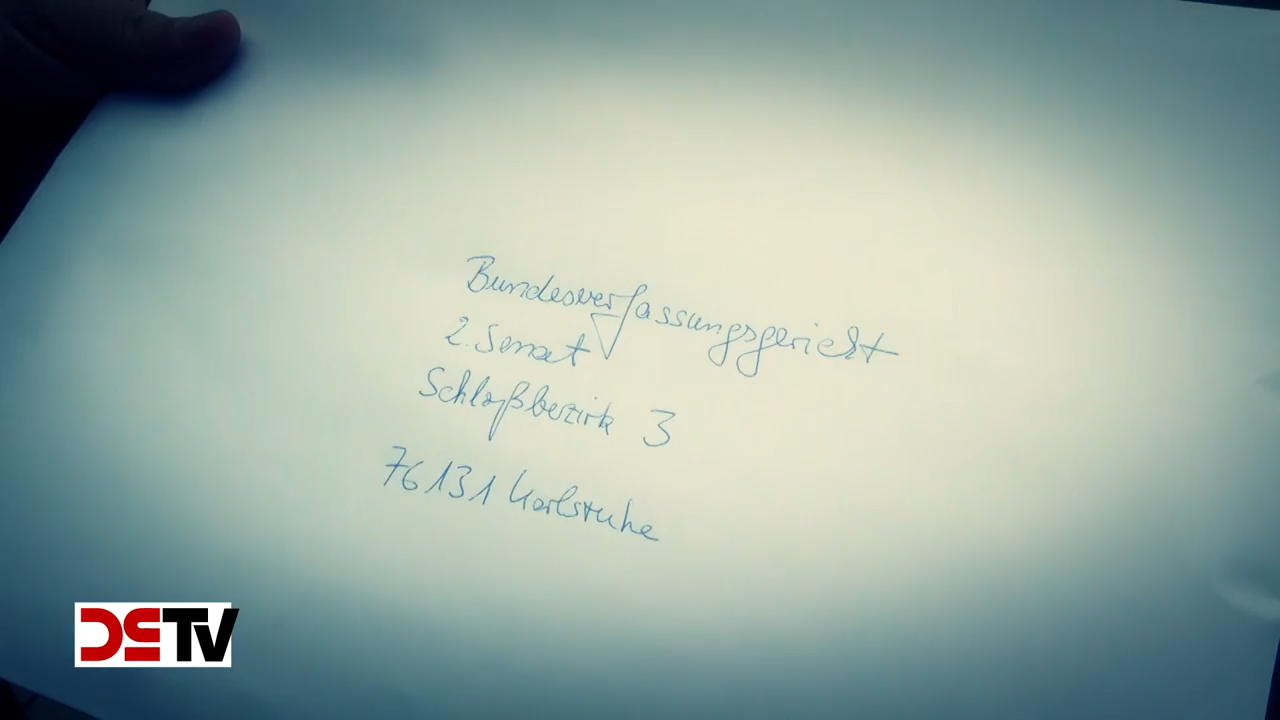 Bundesverfassungsgericht
2. Senat
Schloßbezirk 3
76131 Karlsruhe
DSTV